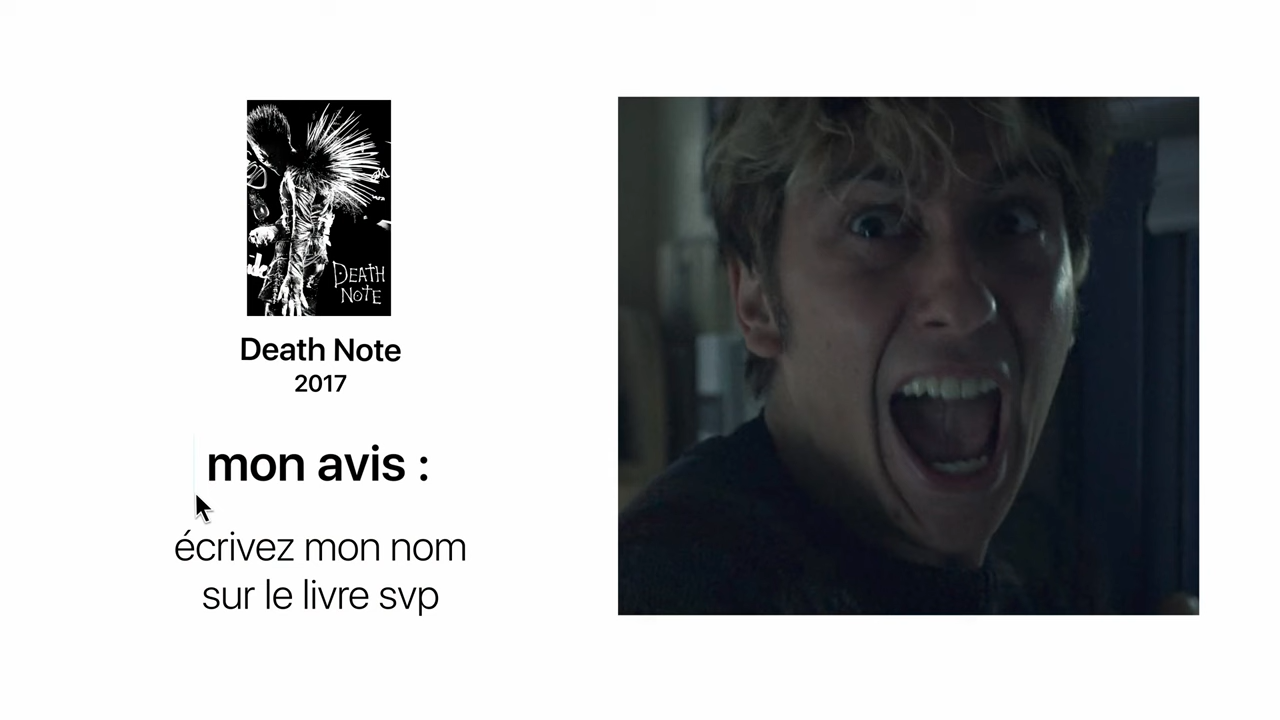 DEATH
NOTE
Death Note
2017
mon avis :
écrivez mon nom
sur le livre svp